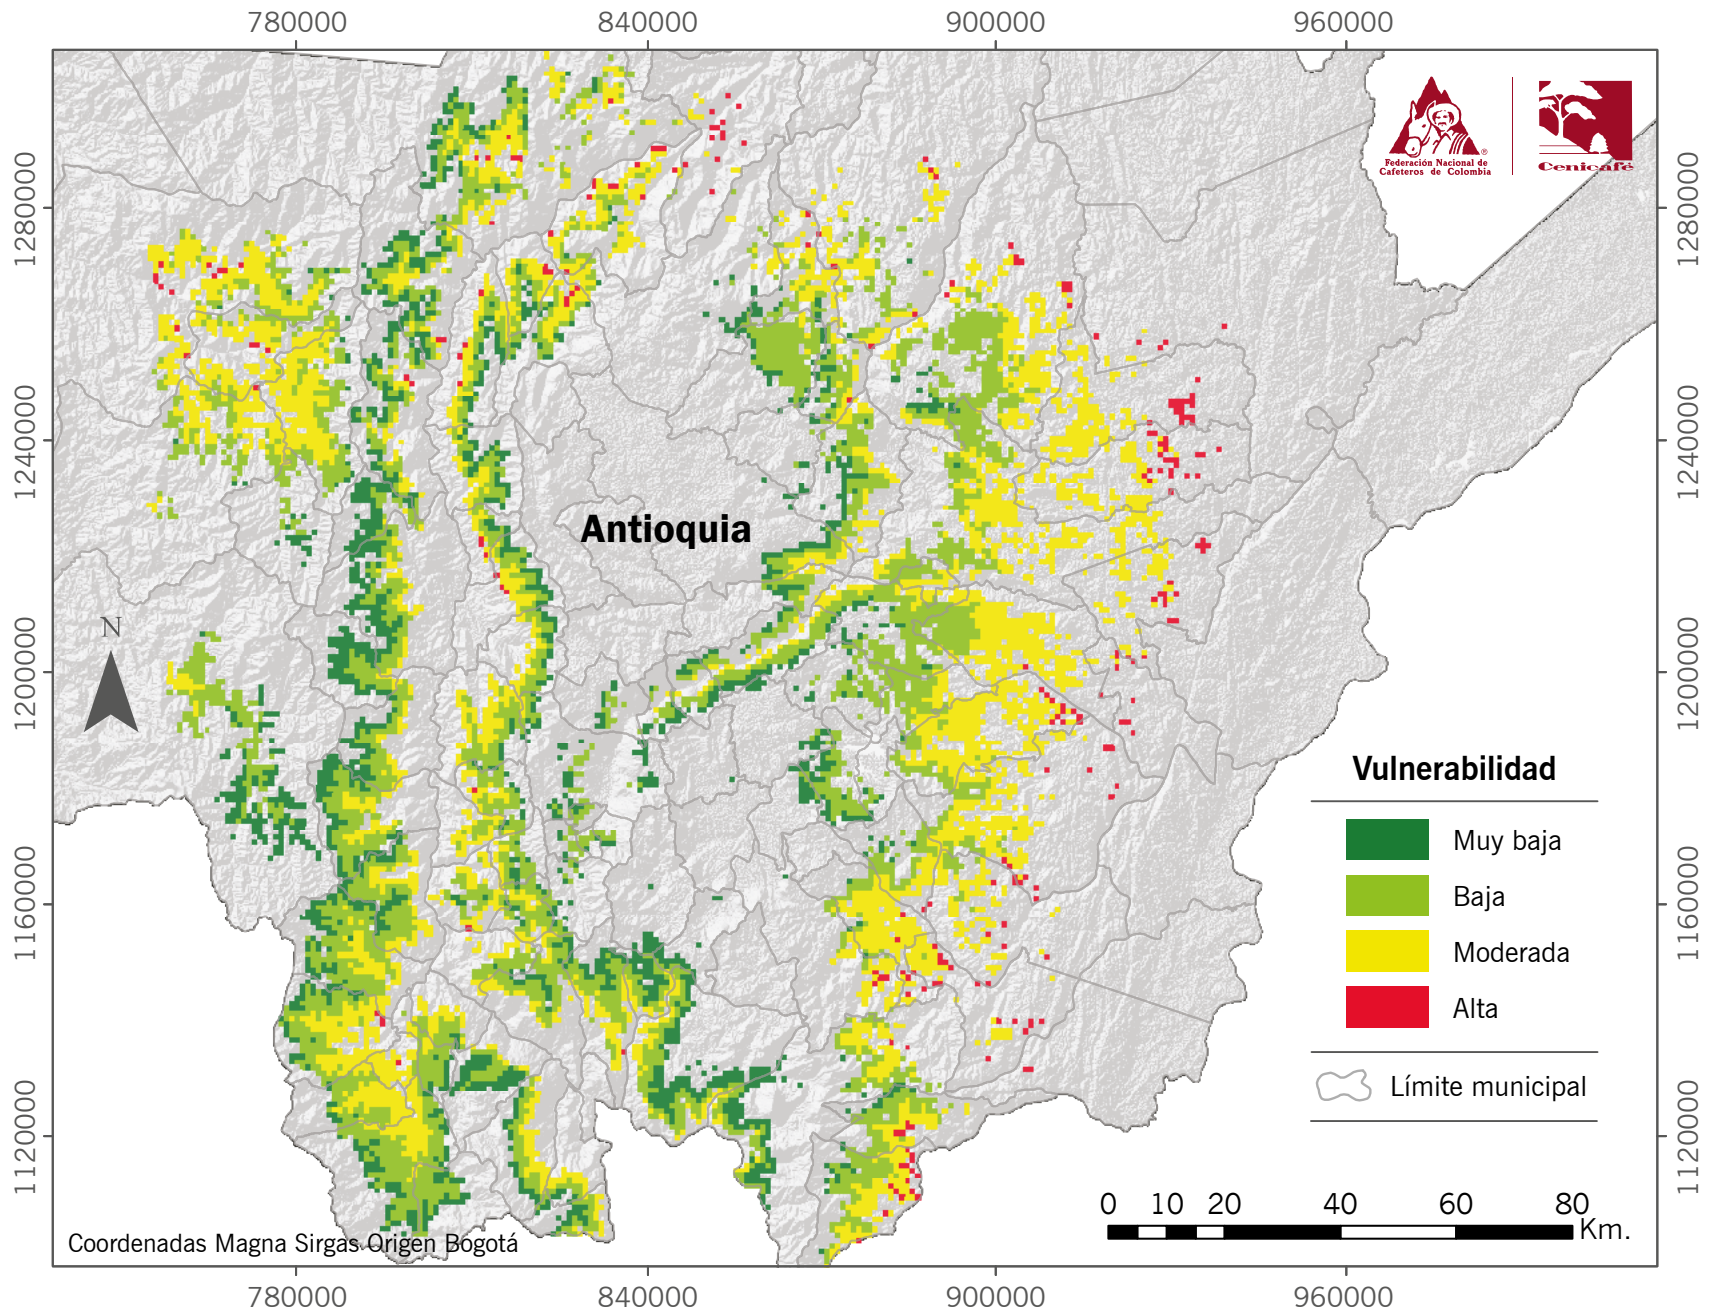 780000 840000 900000 960000
1280000 1280000
Federación Nacional de
Cafeteros de Colombia
®
Cenicafé
1240000 1240000
Antioquia
N
1200000 1200000
Vulnerabilidad
Muy baja
Baja
Moderada
Alta
1160000 1160000
Límite municipal
1120000 1120000
0 10 20 40 60 80
Km.
Coordenadas Magna Sirgas Origen Bogotá
780000 840000 900000 960000